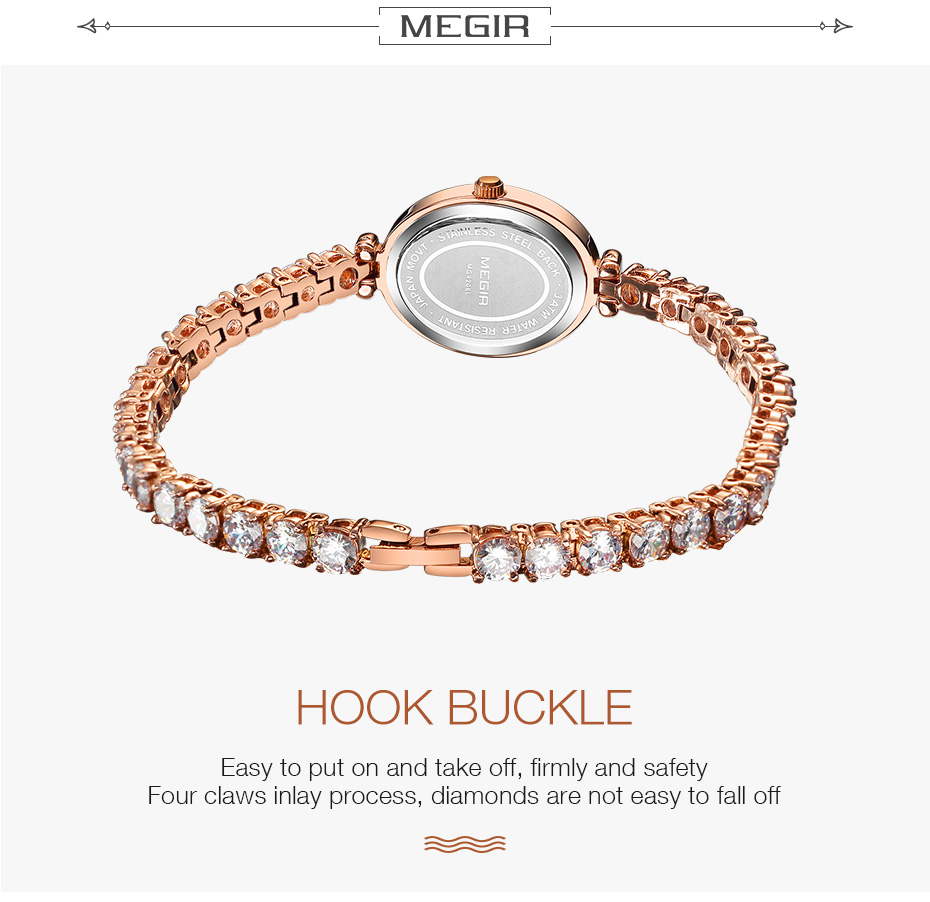 MEGIR
STAINLESS STEEL BACK · 3ATM WATER RESISTANT · JAPAN MOVT ·
MEGIR
HOOK BUCKLE
Easy to put on and take off, firmly and safety
Four claws inlay process, diamonds are not easy to fall off